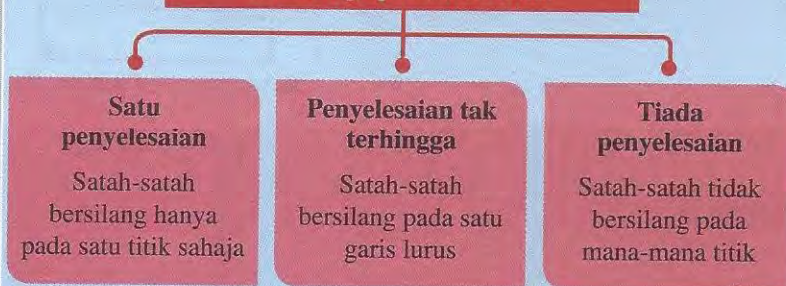 Satu
penyelesaian
Satah-satah
bersilang hanya
pada satu titik sahaja
Penyelesaian tak
terhingga
Satah-satah
bersilang pada satu
garis lurus
Tiada
penyelesaian
Satah-satah tidak
bersilang pada
mana-mana titik